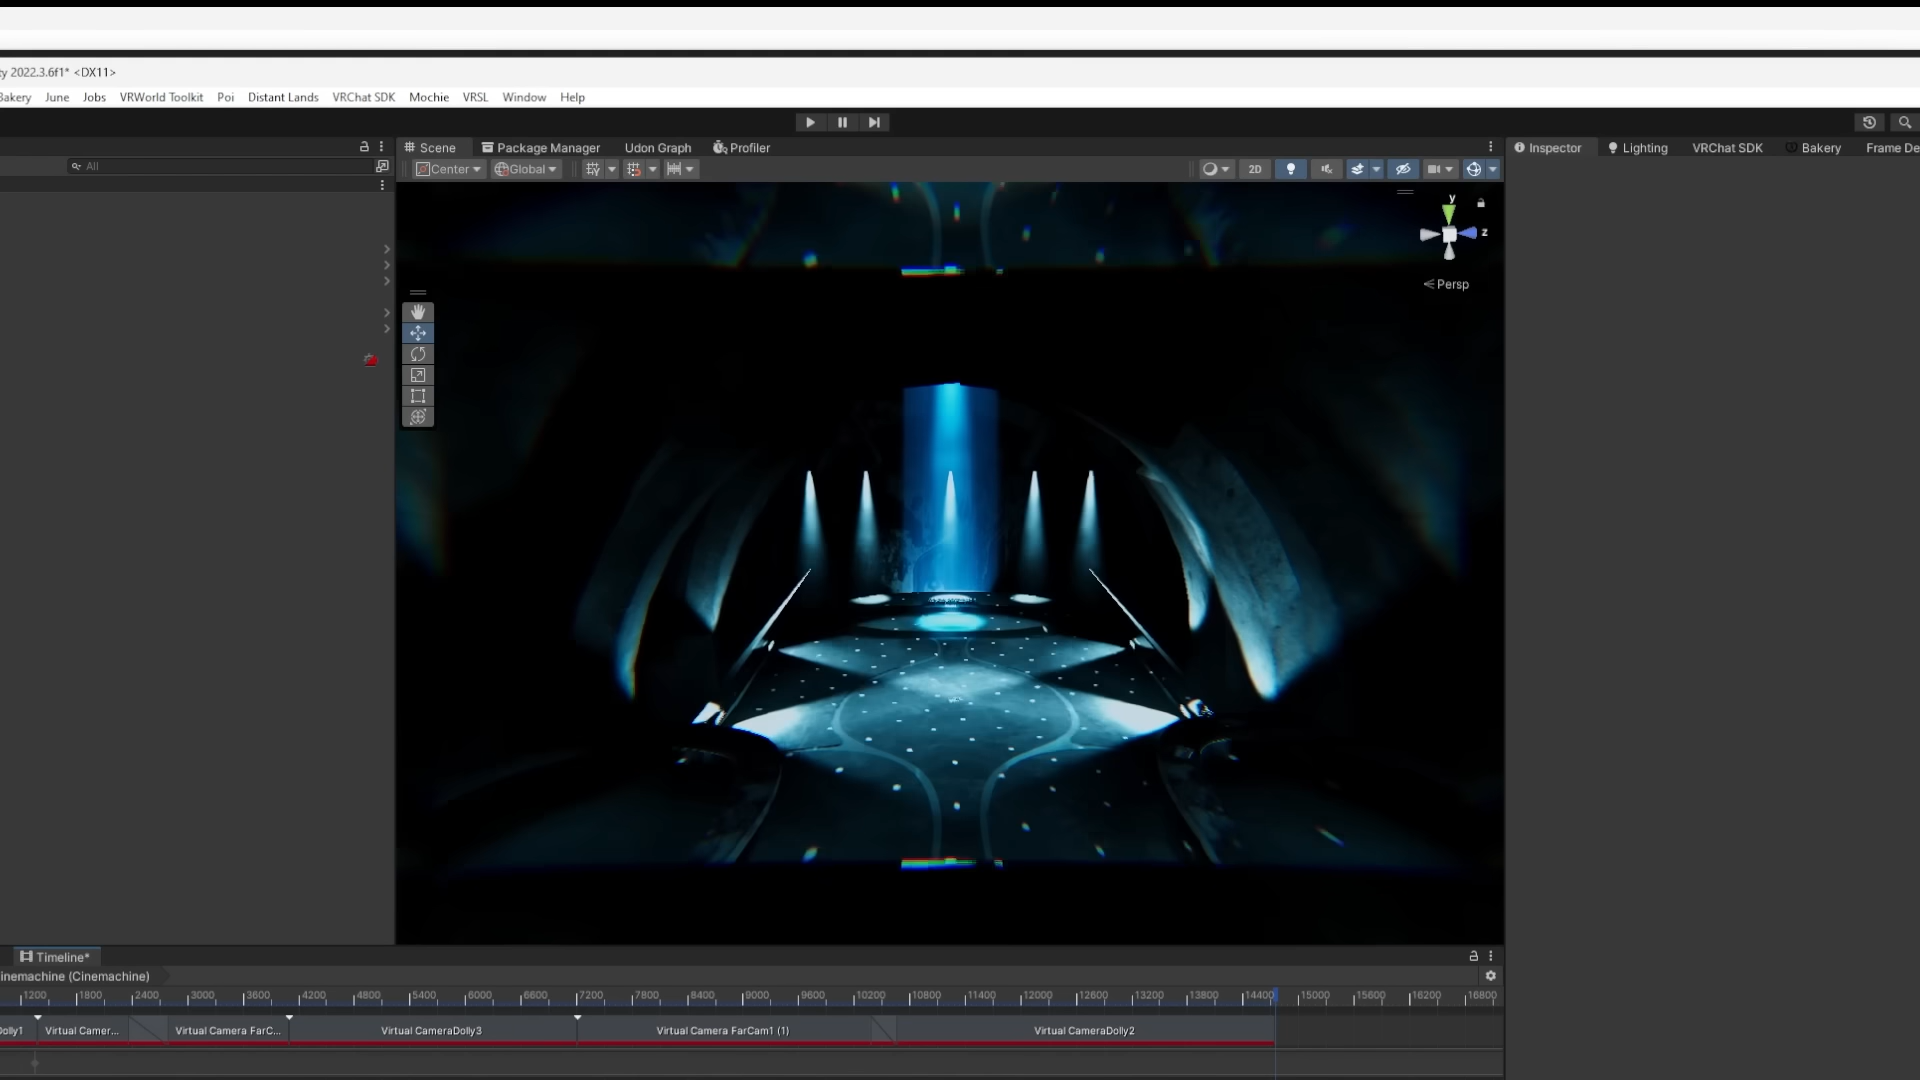 ty 2022.3.6f1* <DX11>
Bakery June Jobs VRWorld Toolkit Poi Distant Lands VRChat SDK Mochie VRSL Window Help
Scene Package Manager Udon Graph Profiler Inspector Lighting VRChat SDK Bakery Frame De
All Center Global 2D
y
z
Persp
Timeline*
inemachine (Cinemachine)
1200 1800 2400 3000 3600 4200 4800 5400 6000 6600 7200 7800 8400 9000 9600 10200 10800 11400 12000 12600 13200 13800 14400 15000 15600 16200 16800
Dolly1 Virtual Camer... Virtual Camera FarC... Virtual CameraDolly3 Virtual Camera FarCam1 (1) Virtual CameraDolly2